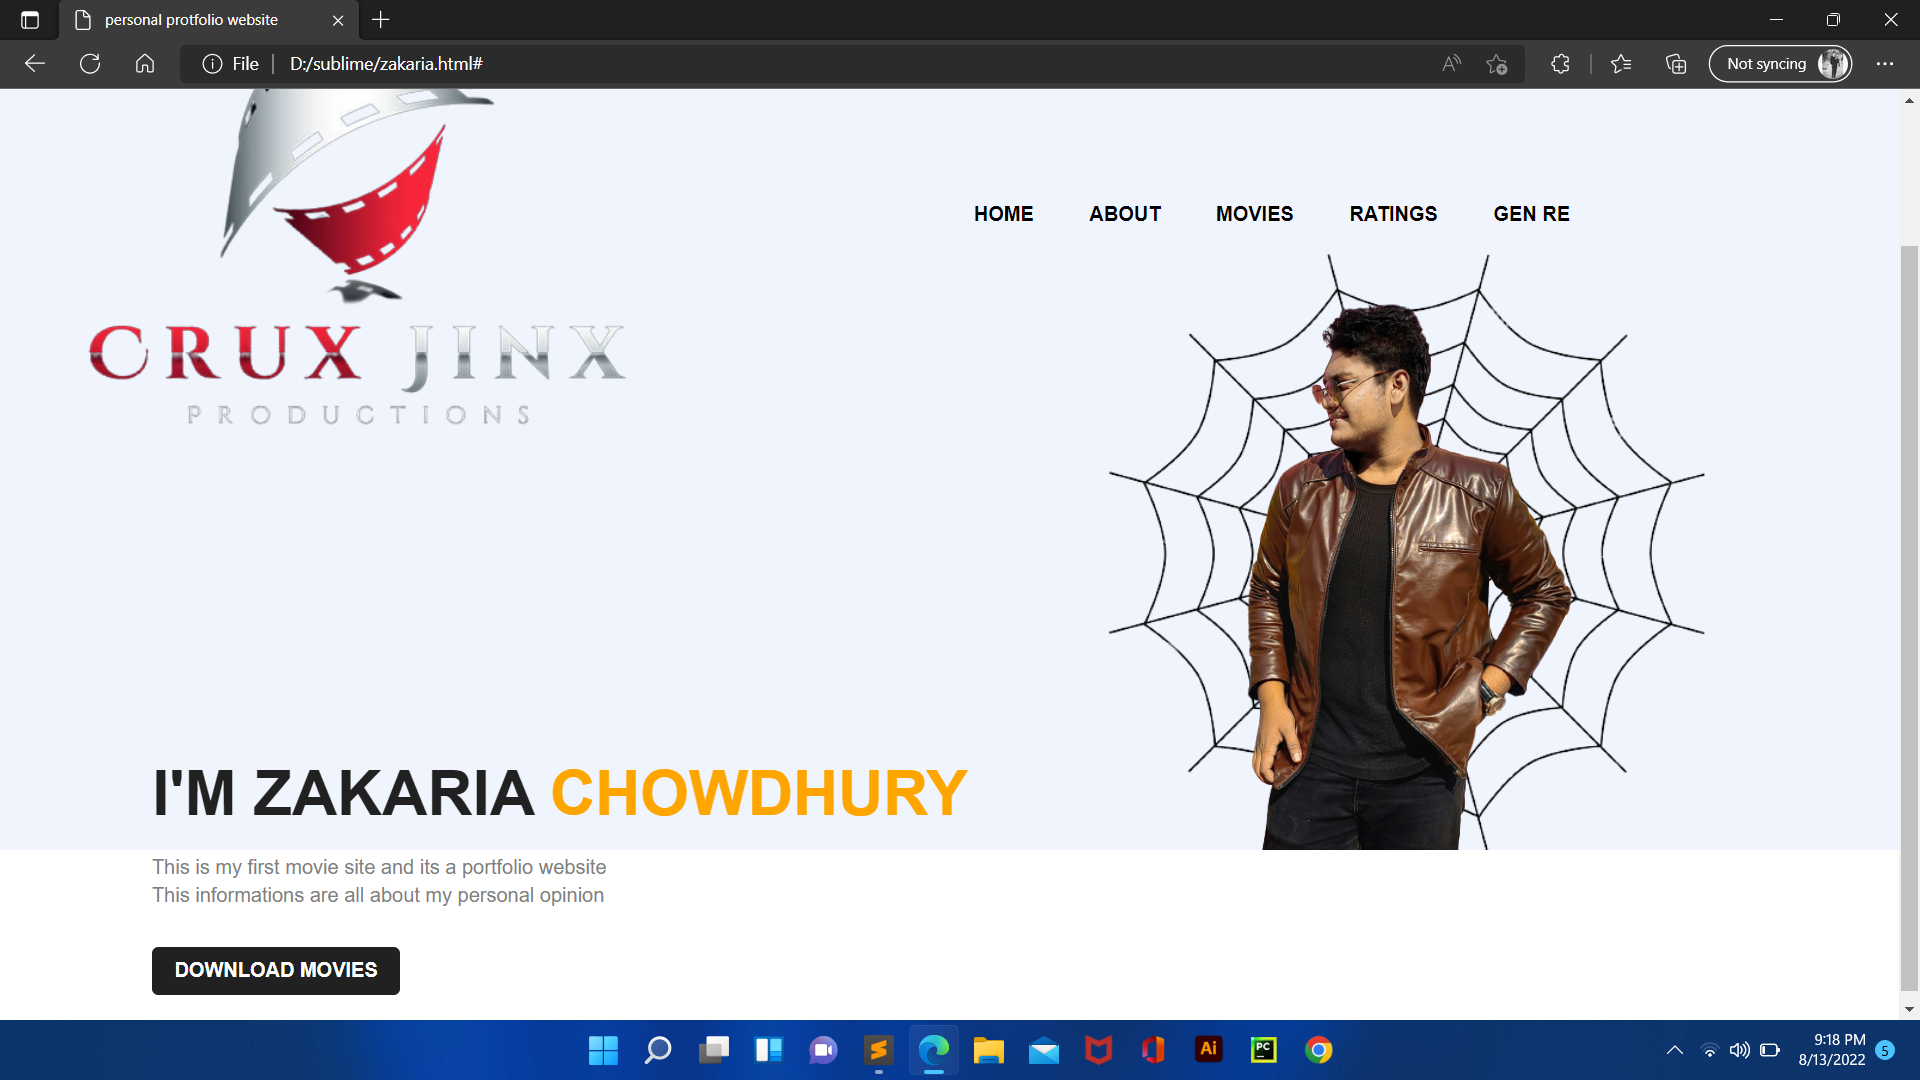 personal protfolio website
File
D:/sublime/zakaria.html#
Not syncing
HOME ABOUT MOVIES RATINGS GEN RE
CRUX JINX
PRODUCTIONS
I'M ZAKARIA CHOWDHURY
This is my first movie site and its a portfolio website
This informations are all about my personal opinion
DOWNLOAD MOVIES
Ai
PC
9:18 PM
8/13/2022
5